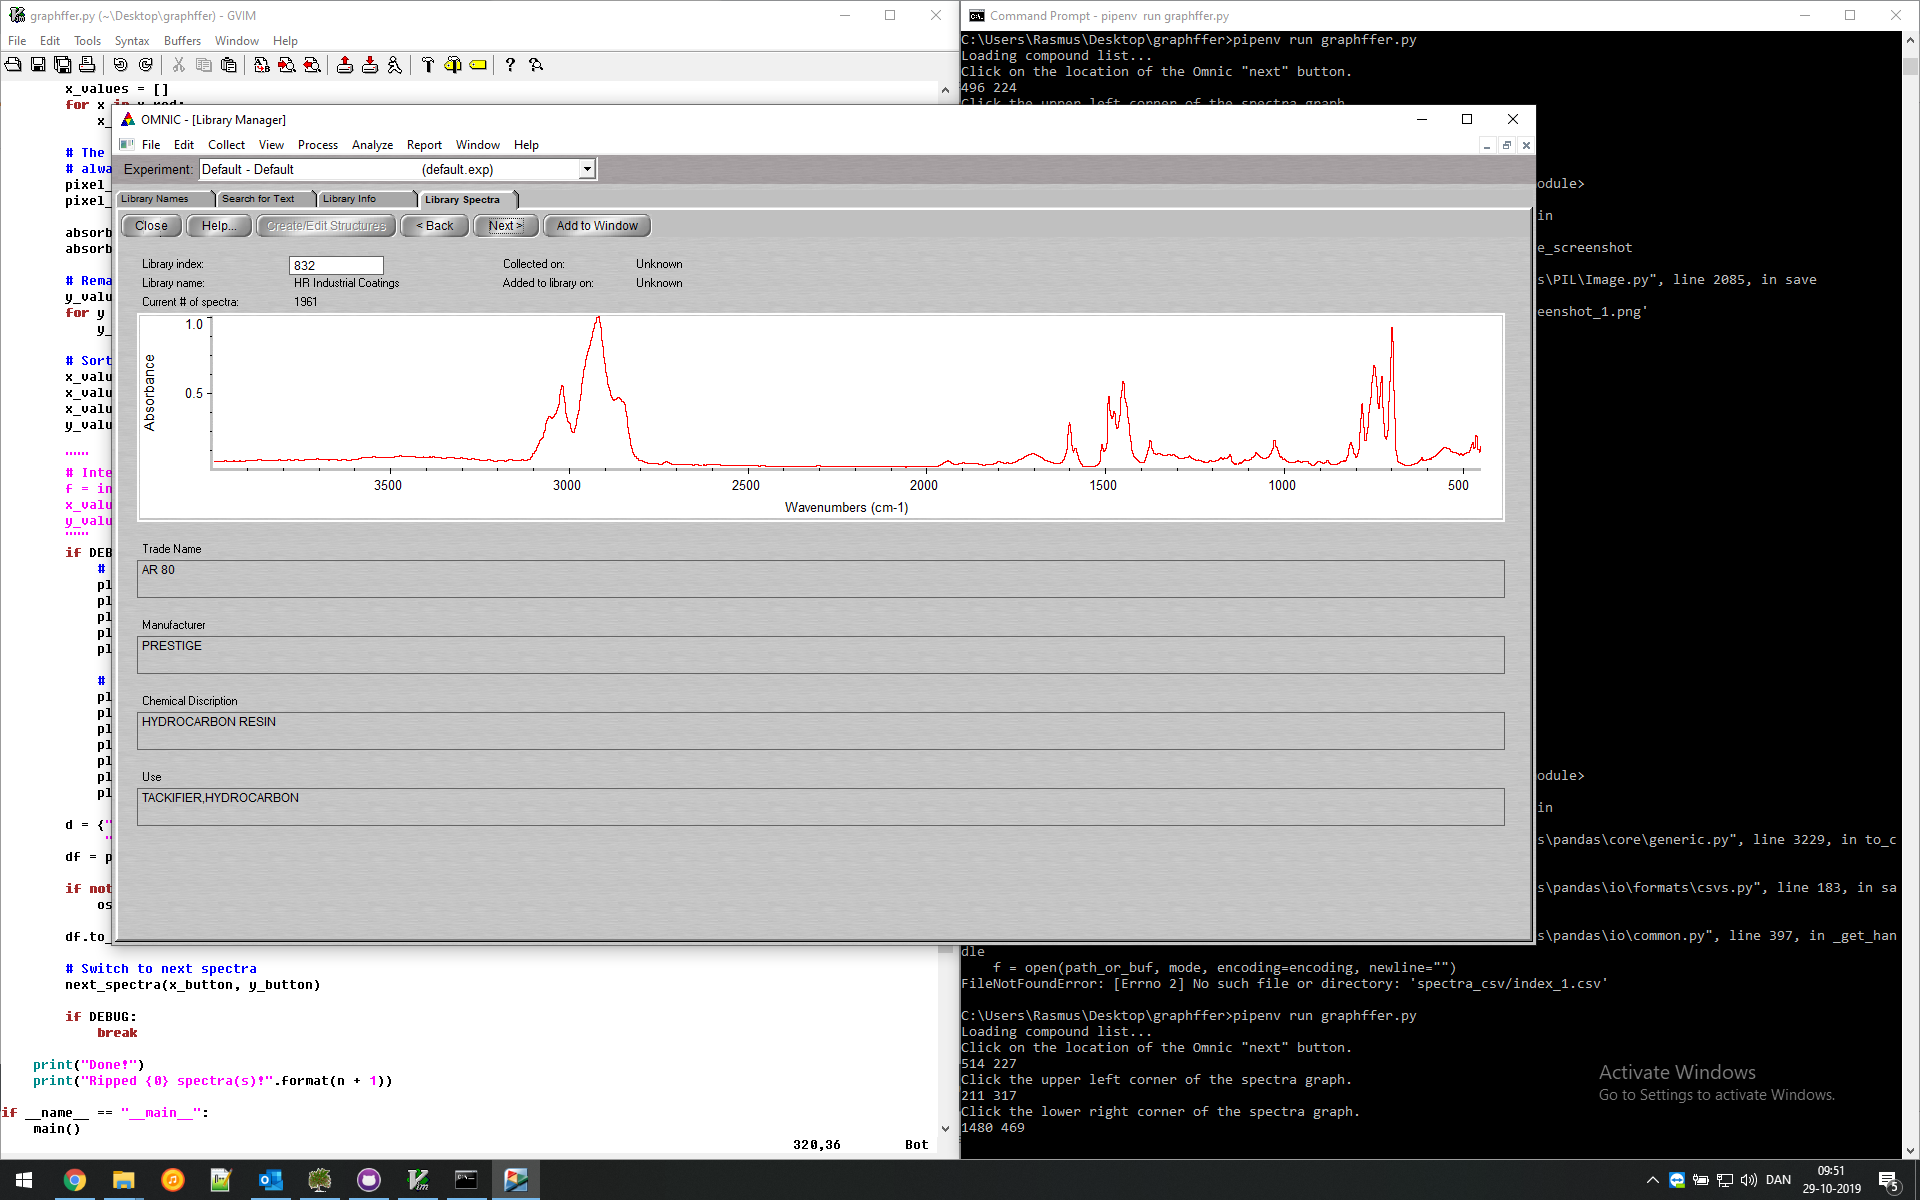 graphffer.py (~\Desktop\graphffer) - GVIM
File Edit Tools Syntax Buffers Window Help
x_values = []
for x in x_red:
x_
# The
# alwa
pixel_
pixel_
absorb
absorb
# Rema
y_valu
for y
y_
# Sort
x_valu
x_valu
x_valu
y_valu
"""
# Inte
f = in
x_valu
y_valu
"""
if DEB
#
pl
pl
pl
pl
pl
#
pl
pl
pl
pl
pl
pl
pl
d = {"
"
df = p
if not
os
df.to_
# Switch to next spectra
next_spectra(x_button, y_button)
if DEBUG:
break
print("Done!")
print("Ripped {0} spectra(s)!".format(n + 1))
if __name__ == "__main__":
main()
320,36 Bot
OMNIC - [Library Manager]
File Edit Collect View Process Analyze Report Window Help
Experiment: Default - Default (default.exp)
Library Names Search for Text Library Info Library Spectra
Close Help... Create/Edit Structures < Back Next > Add to Window
Library index: 832 Collected on: Unknown
Library name: HR Industrial Coatings Added to library on: Unknown
Current # of spectra: 1961
1.0
0.5
Absorbance
3500 3000 2500 2000 1500 1000 500
Wavenumbers (cm-1)
Trade Name
AR 80
Manufacturer
PRESTIGE
Chemical Discription
HYDROCARBON RESIN
Use
TACKIFIER,HYDROCARBON
Command Prompt - pipenv run graphffer.py
C:\Users\Rasmus\Desktop\graphffer>pipenv run graphffer.py
Loading compound list...
Click on the location of the Omnic "next" button.
496 224
Click the upper left corner of the spectra graph.
odule>
in
e_screenshot
s\PIL\Image.py", line 2085, in save
eenshot_1.png'
odule>
in
s\pandas\core\generic.py", line 3229, in to_c
s\pandas\io\formats\csvs.py", line 183, in sa
s\pandas\io\common.py", line 397, in _get_han
dle
f = open(path_or_buf, mode, encoding=encoding, newline="")
FileNotFoundError: [Errno 2] No such file or directory: 'spectra_csv/index_1.csv'
C:\Users\Rasmus\Desktop\graphffer>pipenv run graphffer.py
Loading compound list...
Click on the location of the Omnic "next" button.
514 227
Click the upper left corner of the spectra graph.
211 317
Click the lower right corner of the spectra graph.
1480 469
Activate Windows
Go to Settings to activate Windows.
DAN
09:51
29-10-2019
5